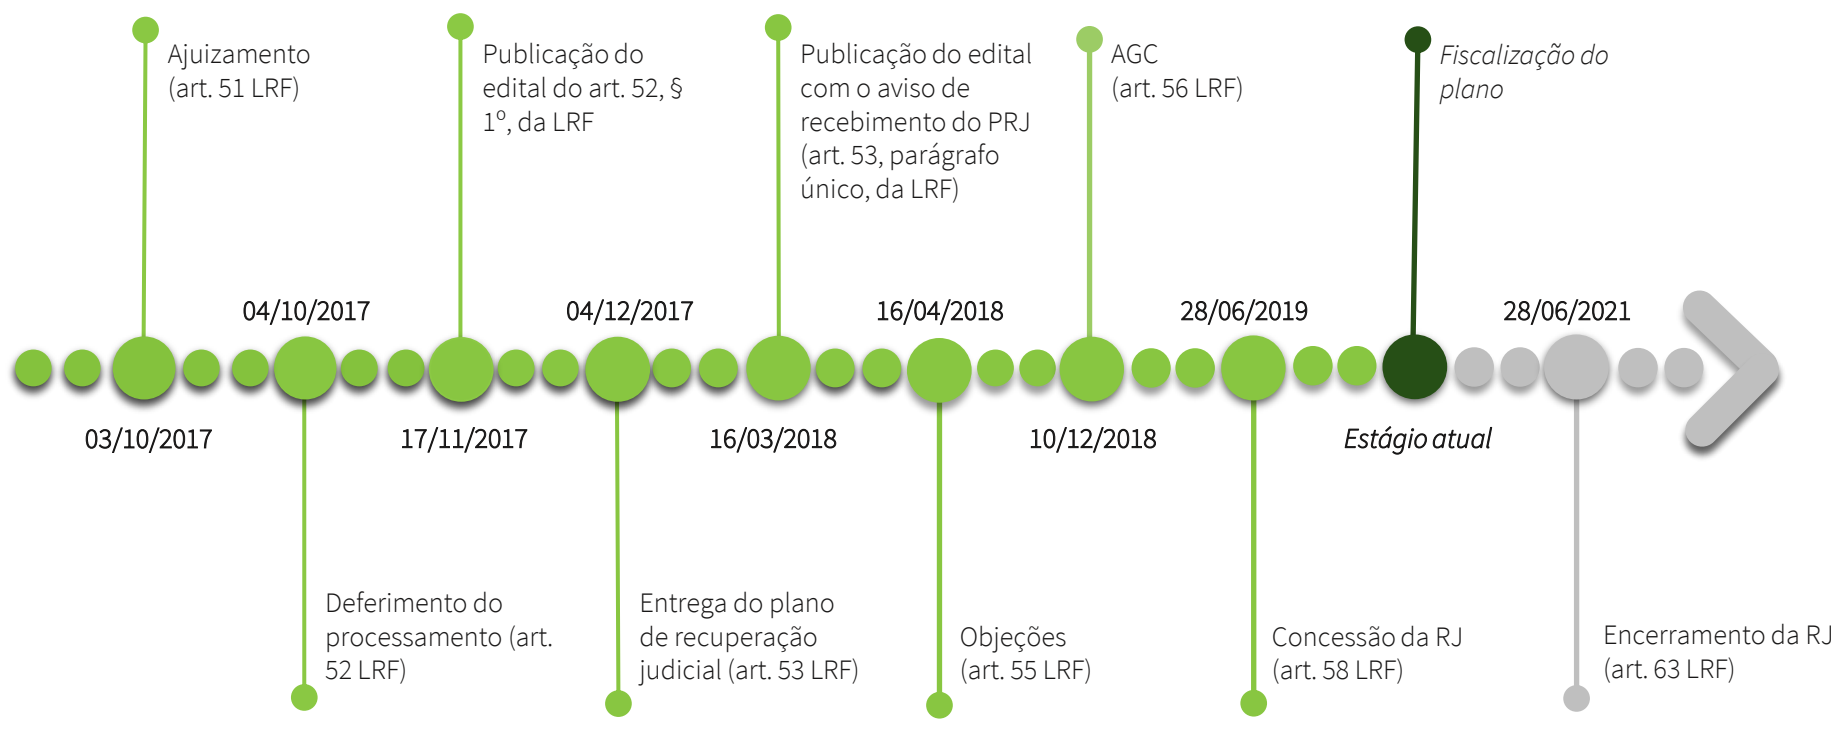 Ajuizamento
(art. 51 LRF)
Publicação do
edital do art. 52, §
1º, da LRF
Publicação do edital
com o aviso de
recebimento do PRJ
(art. 53, parágrafo
único, da LRF)
AGC
(art. 56 LRF)
Fiscalização do
plano
04/10/2017
04/12/2017
16/04/2018
28/06/2019
28/06/2021
03/10/2017
17/11/2017
16/03/2018
10/12/2018
Estágio atual
Deferimento do
processamento (art.
52 LRF)
Entrega do plano
de recuperação
judicial (art. 53 LRF)
Objeções
(art. 55 LRF)
Concessão da RJ
(art. 58 LRF)
Encerramento da RJ
(art. 63 LRF)